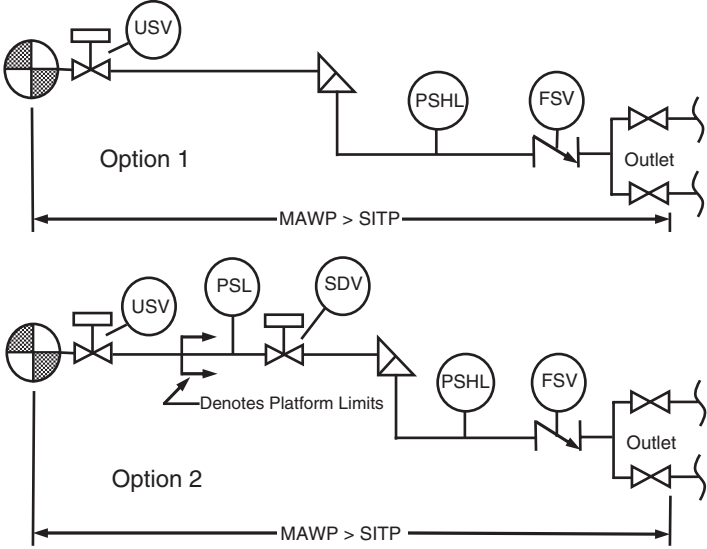 USV
PSHL
FSV
Option 1
Outlet
MAWP > SITP
USV
PSL
SDV
PSHL
FSV
Denotes Platform Limits
Outlet
Option 2
MAWP > SITP